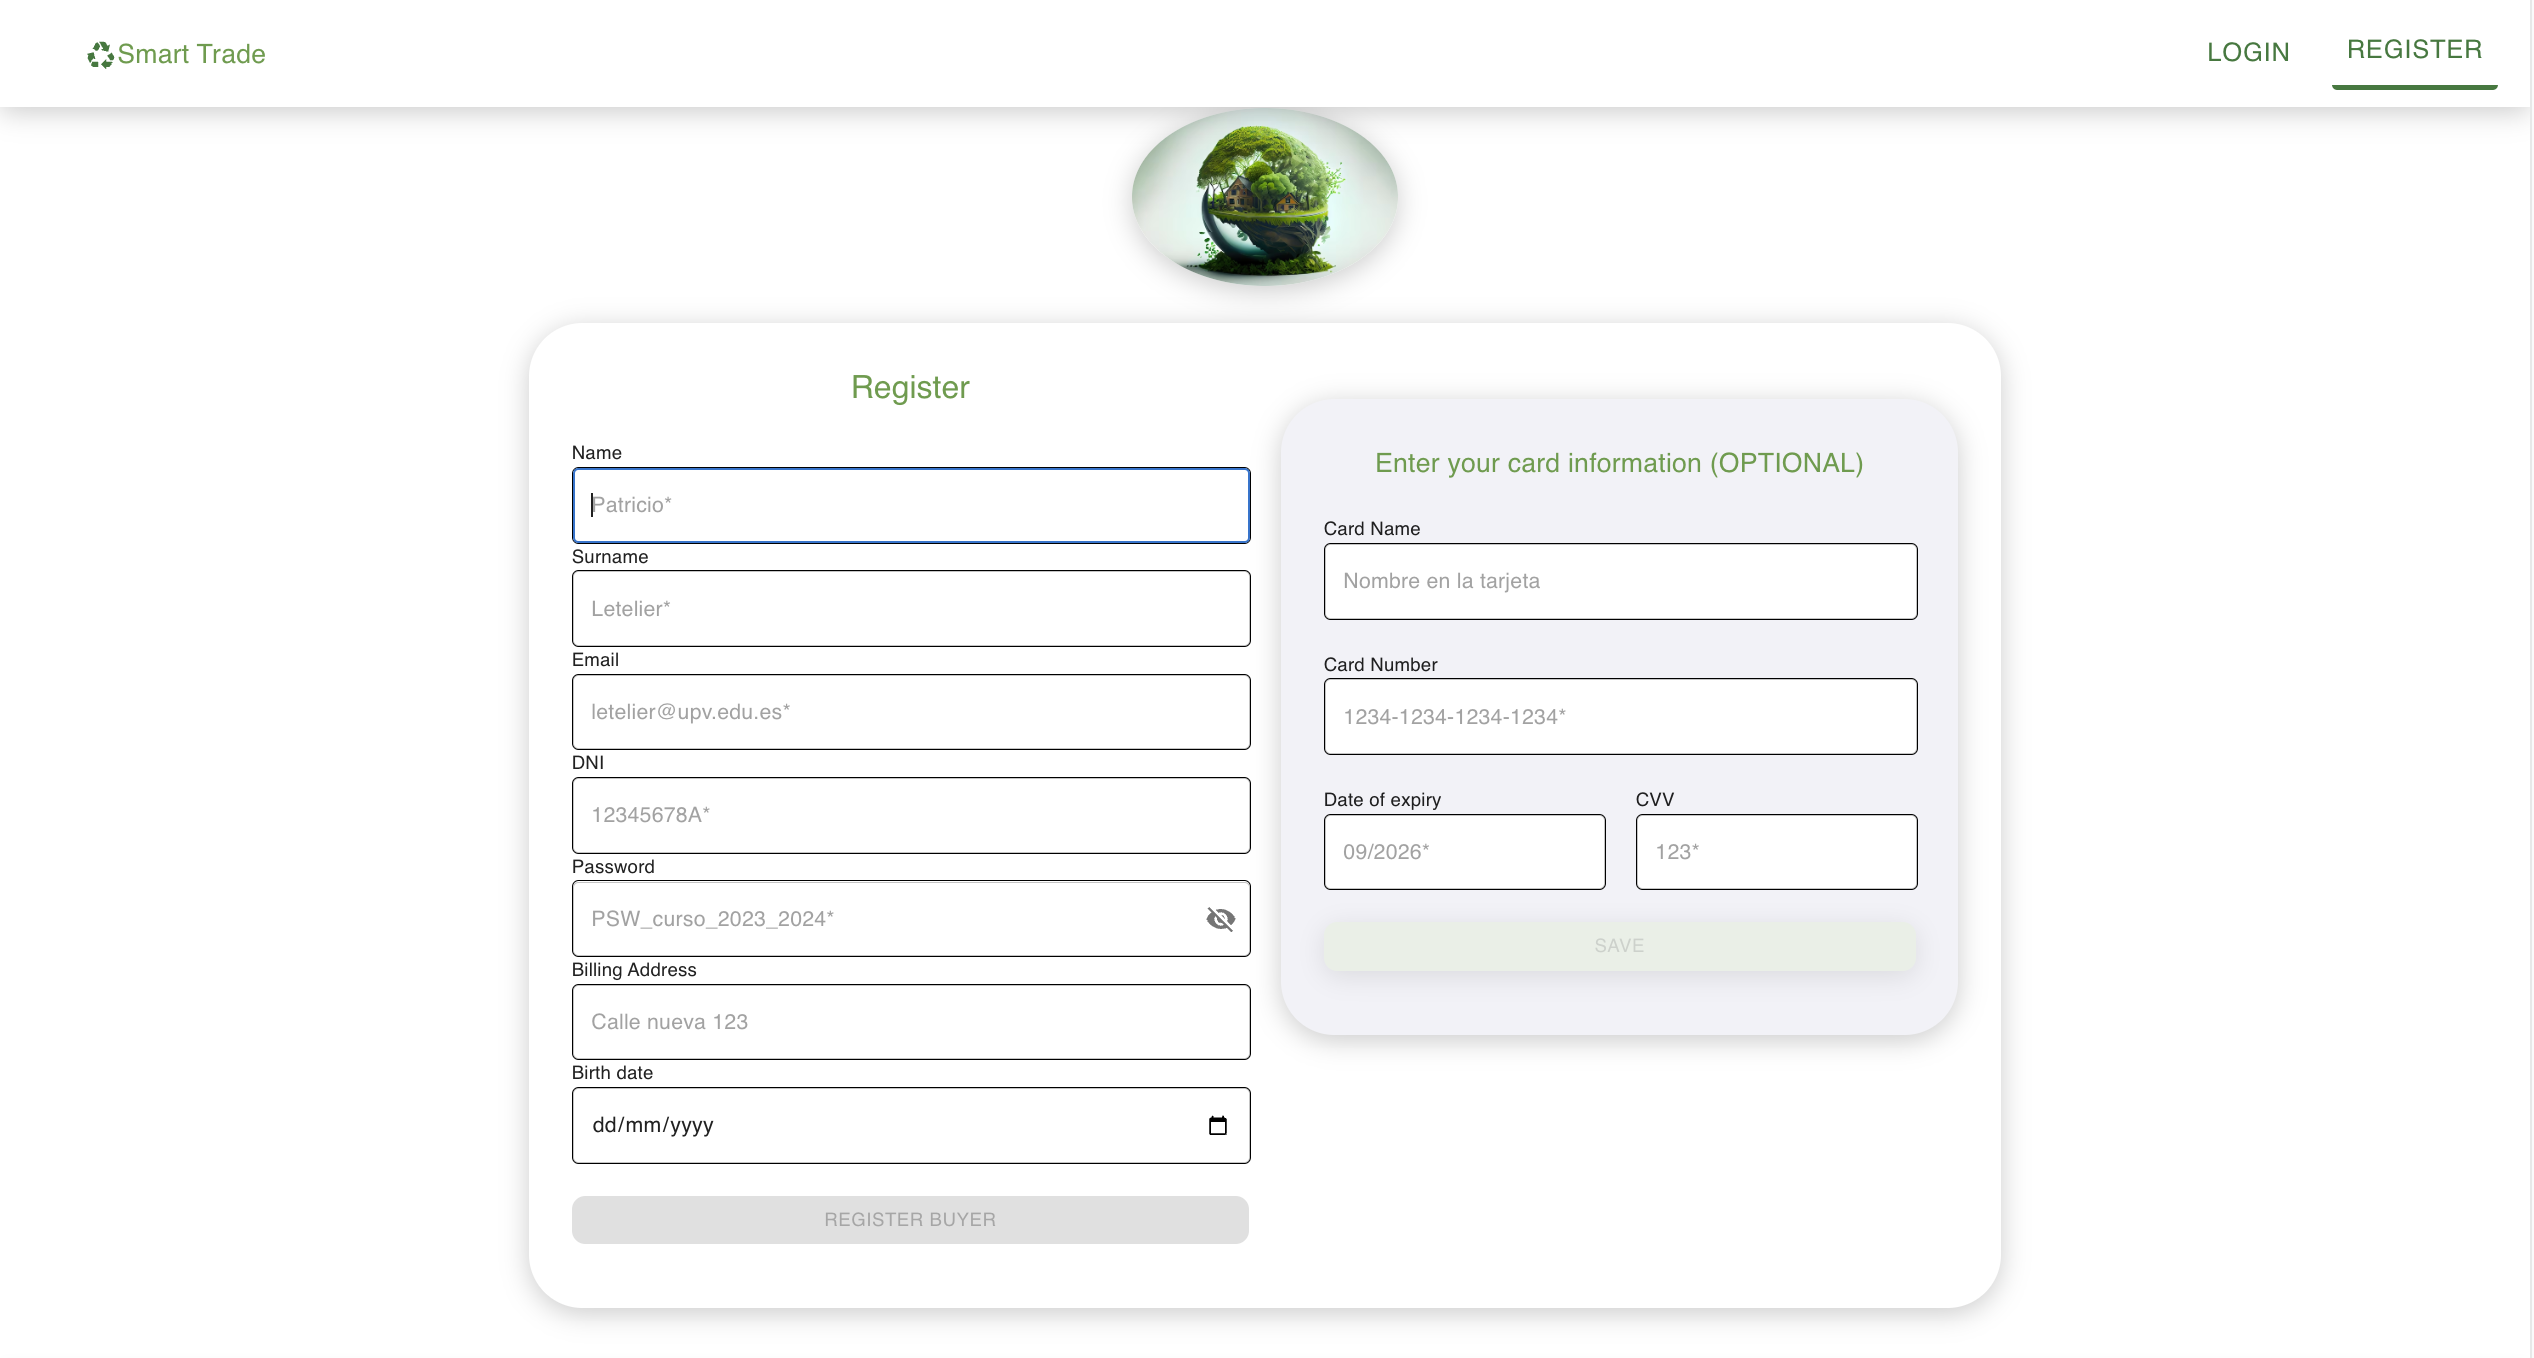 Smart Trade
LOGIN
REGISTER
Register
Name
Patricio*
Surname
Letelier*
Email
letelier@upv.edu.es*
DNI
12345678A*
Password
PSW_curso_2023_2024*
Billing Address
Calle nueva 123
Birth date
dd/mm/yyyy
REGISTER BUYER
Enter your card information (OPTIONAL)
Card Name
Nombre en la tarjeta
Card Number
1234-1234-1234-1234*
Date of expiry
CVV
09/2026*
123*
SAVE